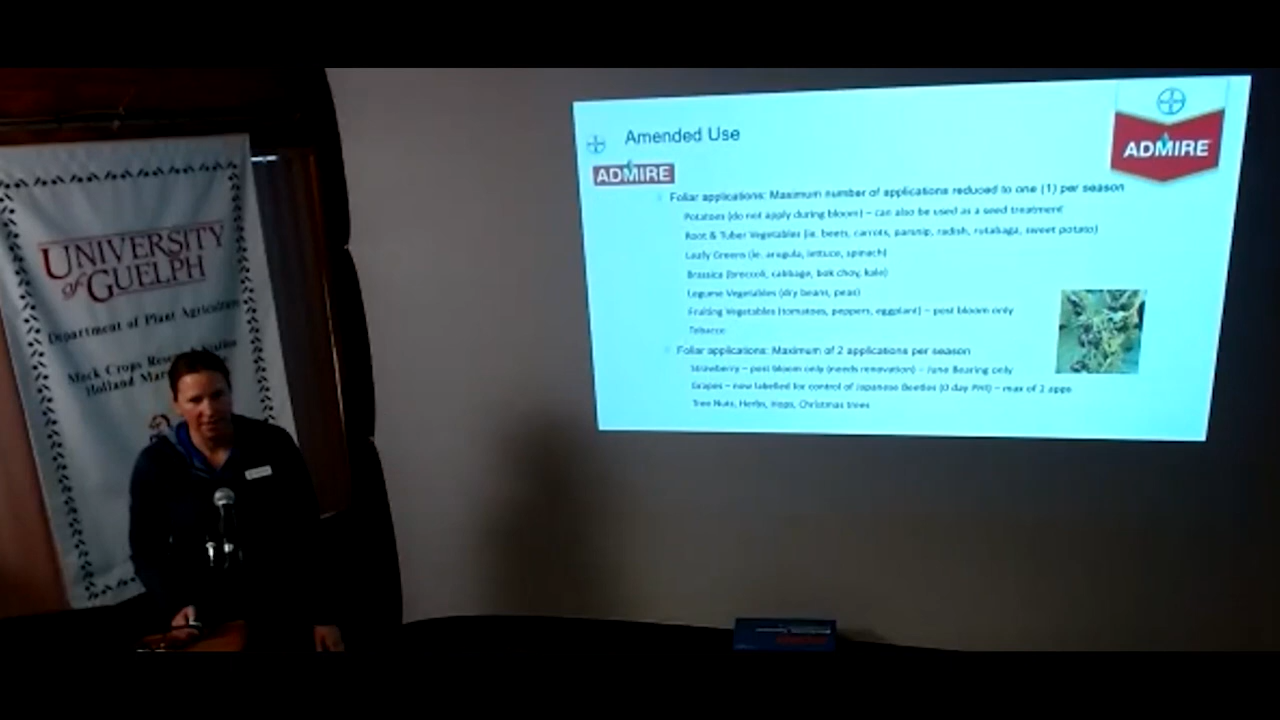 UNIVERSITY
of GUELPH
Department of Plant Agriculture
Muck Crops Research Station
Holland Mar
Amended Use
ADMIRE
ADMIRE
Foliar applications: Maximum number of applications reduced to one (1) per season
Potatoes (do not apply during bloom) – can also be used as a seed treatment
Root & Tuber Vegetables (ie. beets, carrots, parsnip, radish, rutabaga, sweet potato)
Leafy Greens (ie. arugula, lettuce, spinach)
Brassica (broccoli, cabbage, bok choy, kale)
Legume Vegetables (dry beans, peas)
Fruiting Vegetables (tomatoes, peppers, eggplant) – post bloom only
Tobacco
Foliar applications: Maximum of 2 applications per season
Strawberry – post bloom only (needs renovation) – June Bearing only
Grapes – now labelled for control of Japanese Beetles (0 day PHI) – max of 2 apps
Tree Nuts, Herbs, Hops, Christmas trees